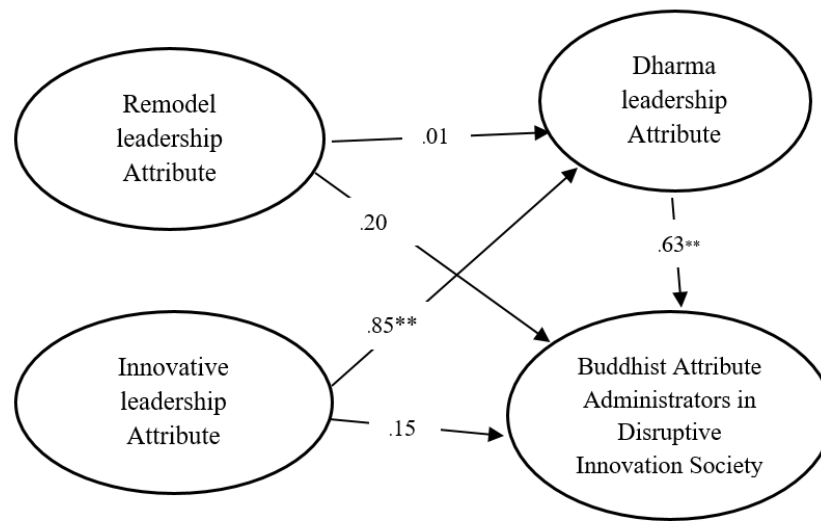 Remodel
leadership
Attribute
Dharma
leadership
Attribute
.01
.20
.63**
.85**
.15
Innovative
leadership
Attribute
Buddhist Attribute
Administrators in
Disruptive
Innovation Society